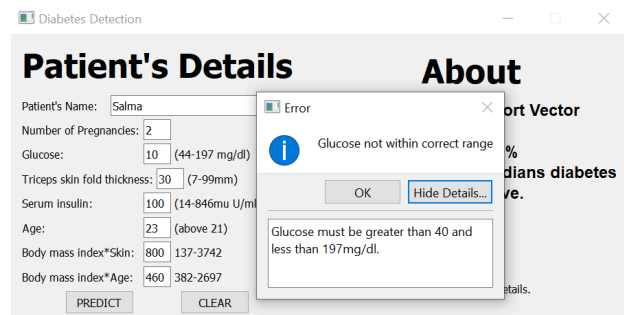 Diabetes Detection
Patient's Details
About
Patient's Name: Salma
Number of Pregnancies: 2
Glucose: 10 (44-197 mg/dl)
Triceps skin fold thickness: 30 (7-99mm)
Serum insulin: 100 (14-846mu U/ml
Age: 23 (above 21)
Body mass index*Skin: 800 137-3742
Body mass index*Age: 460 382-2697
PREDICT CLEAR
Error
Glucose not within correct range
OK Hide Details...
Glucose must be greater than 40 and
less than 197mg/dl.
ort Vector
%
dians diabetes
ve.
etails.